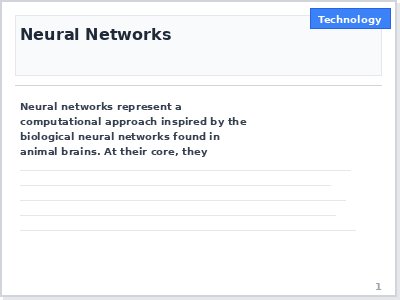 Technology
Neural Networks
Neural networks represent a
computational approach inspired by the
biological neural networks found in
animal brains. At their core, they
1